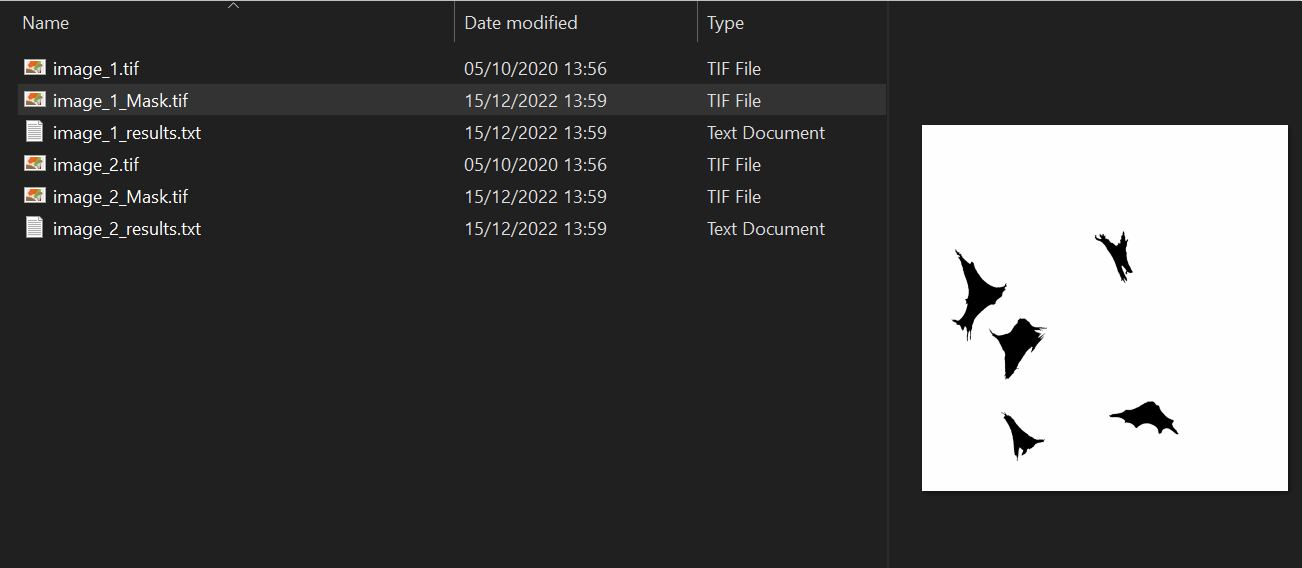 Name Date modified Type
image_1.tif 05/10/2020 13:56 TIF File
image_1_Mask.tif 15/12/2022 13:59 TIF File
image_1_results.txt 15/12/2022 13:59 Text Document
image_2.tif 05/10/2020 13:56 TIF File
image_2_Mask.tif 15/12/2022 13:59 TIF File
image_2_results.txt 15/12/2022 13:59 Text Document